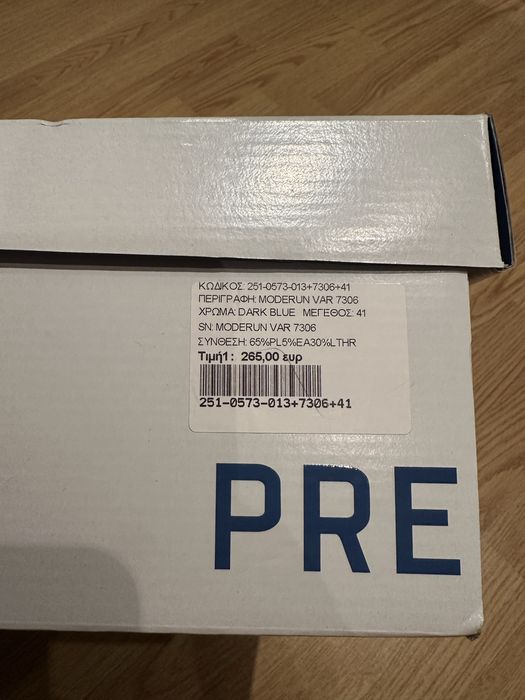 ΚΩΔΙΚΟΣ: 251-0573-013+7306+41
ΠΕΡΙΓΡΑΦΗ: MODERUN VAR 7306
ΧΡΩΜΑ: DARK BLUE ΜΕΓΕΘΟΣ: 41
SN: MODERUN VAR 7306
ΣΥΝΘΕΣΗ: 65%PL5%EA30%LTHR
Τιμή1: 265,00 ευρ
251-0573-013+7306+41
PRE